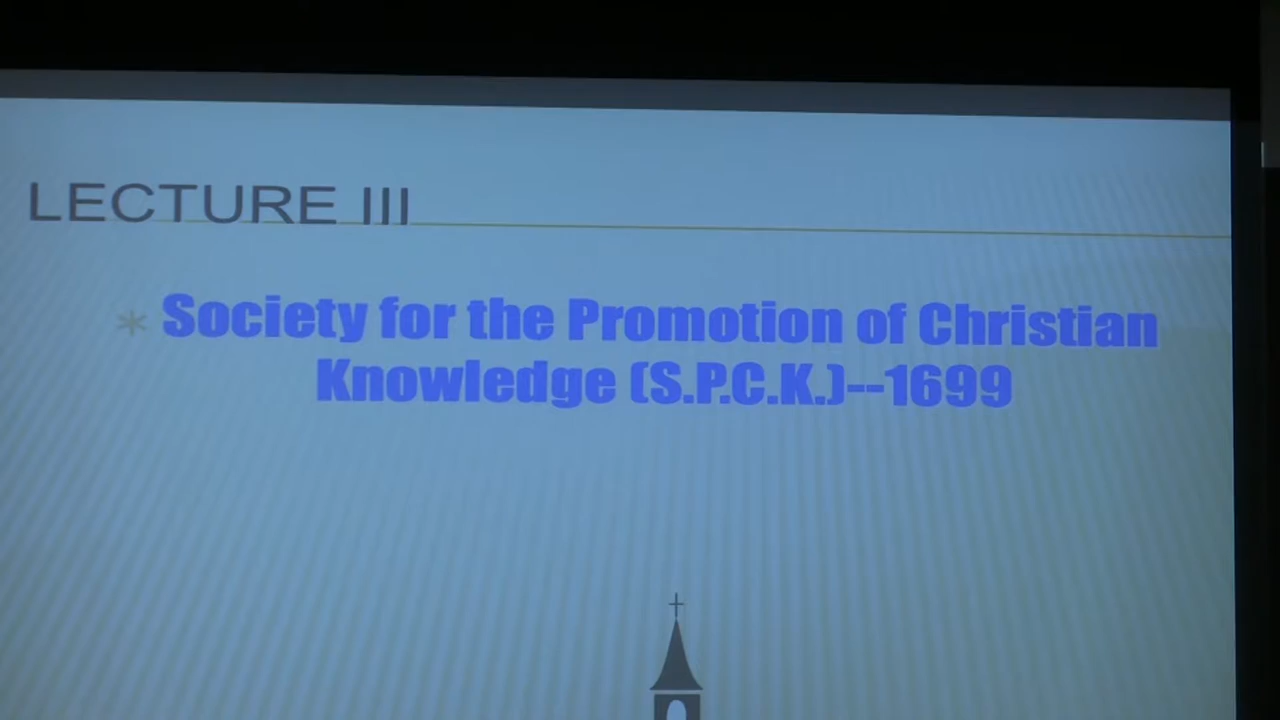 LECTURE III
* Society for the Promotion of Christian
Knowledge (S.P.C.K.)--1699